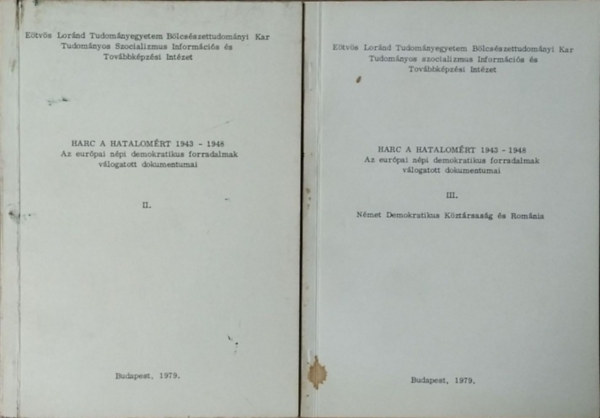 Eötvös Loránd Tudományegyetem Bölcsészettudományi Kar
Tudományos Szocializmus Információs és
Továbbképzési Intézet
HARC A HATALOMÉRT 1943 - 1948
Az európai népi demokratikus forradalmak
válogatott dokumentumai
II.
Budapest, 1979.
Eötvös Loránd Tudományegyetem Bölcsészettudományi Kar
Tudományos szocializmus Információs és
Továbbképzési Intézet
HARC A HATALOMÉRT 1943 - 1948
Az európai népi demokratikus forradalmak
válogatott dokumentumai
III.
Német Demokratikus Köztársaság és Románia
Budapest, 1979.